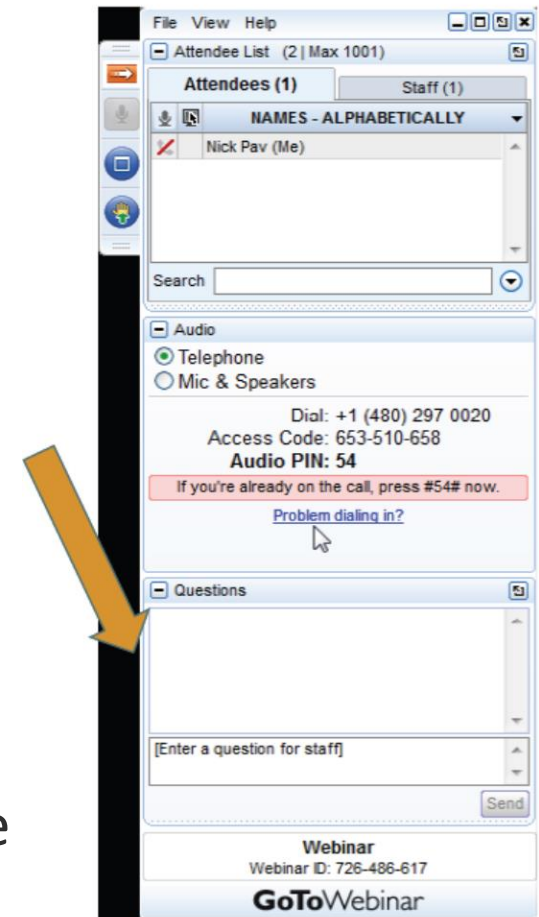 File View Help
Attendee List (2 | Max 1001)
Attendees (1) Staff (1)
NAMES - ALPHABETICALLY
Nick Pav (Me)
Search
Audio
Telephone
Mic & Speakers
Dial: +1 (480) 297 0020
Access Code: 653-510-658
Audio PIN: 54
If you're already on the call, press #54# now.
Problem dialing in?
Questions
[Enter a question for staff]
e
Send
Webinar
Webinar ID: 726-486-617
GoToWebinar